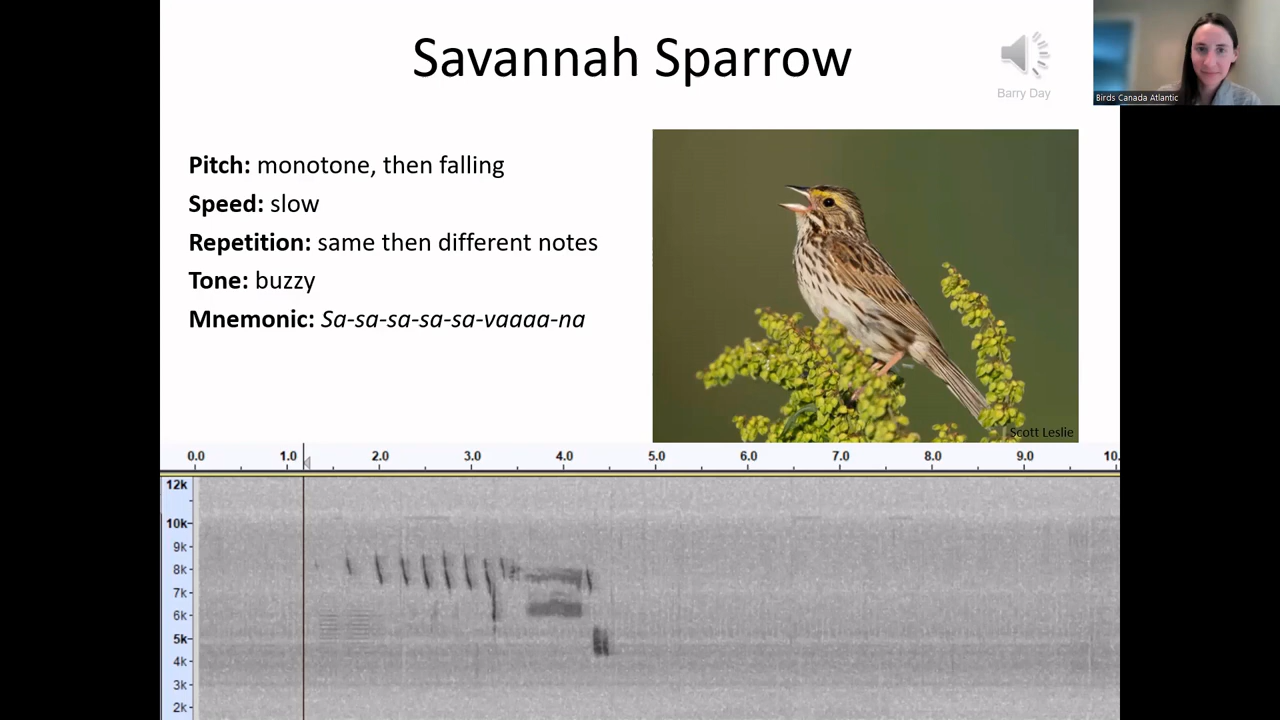 Savannah Sparrow
Barry Day
Birds Canada Atlantic
Pitch: monotone, then falling
Speed: slow
Repetition: same then different notes
Tone: buzzy
Mnemonic: Sa-sa-sa-sa-sa-vaaaa-na
Scott Leslie
0.0 1.0 2.0 3.0 4.0 5.0 6.0 7.0 8.0 9.0 10.
12k
10k
9k
8k
7k
6k
5k
4k
3k
2k